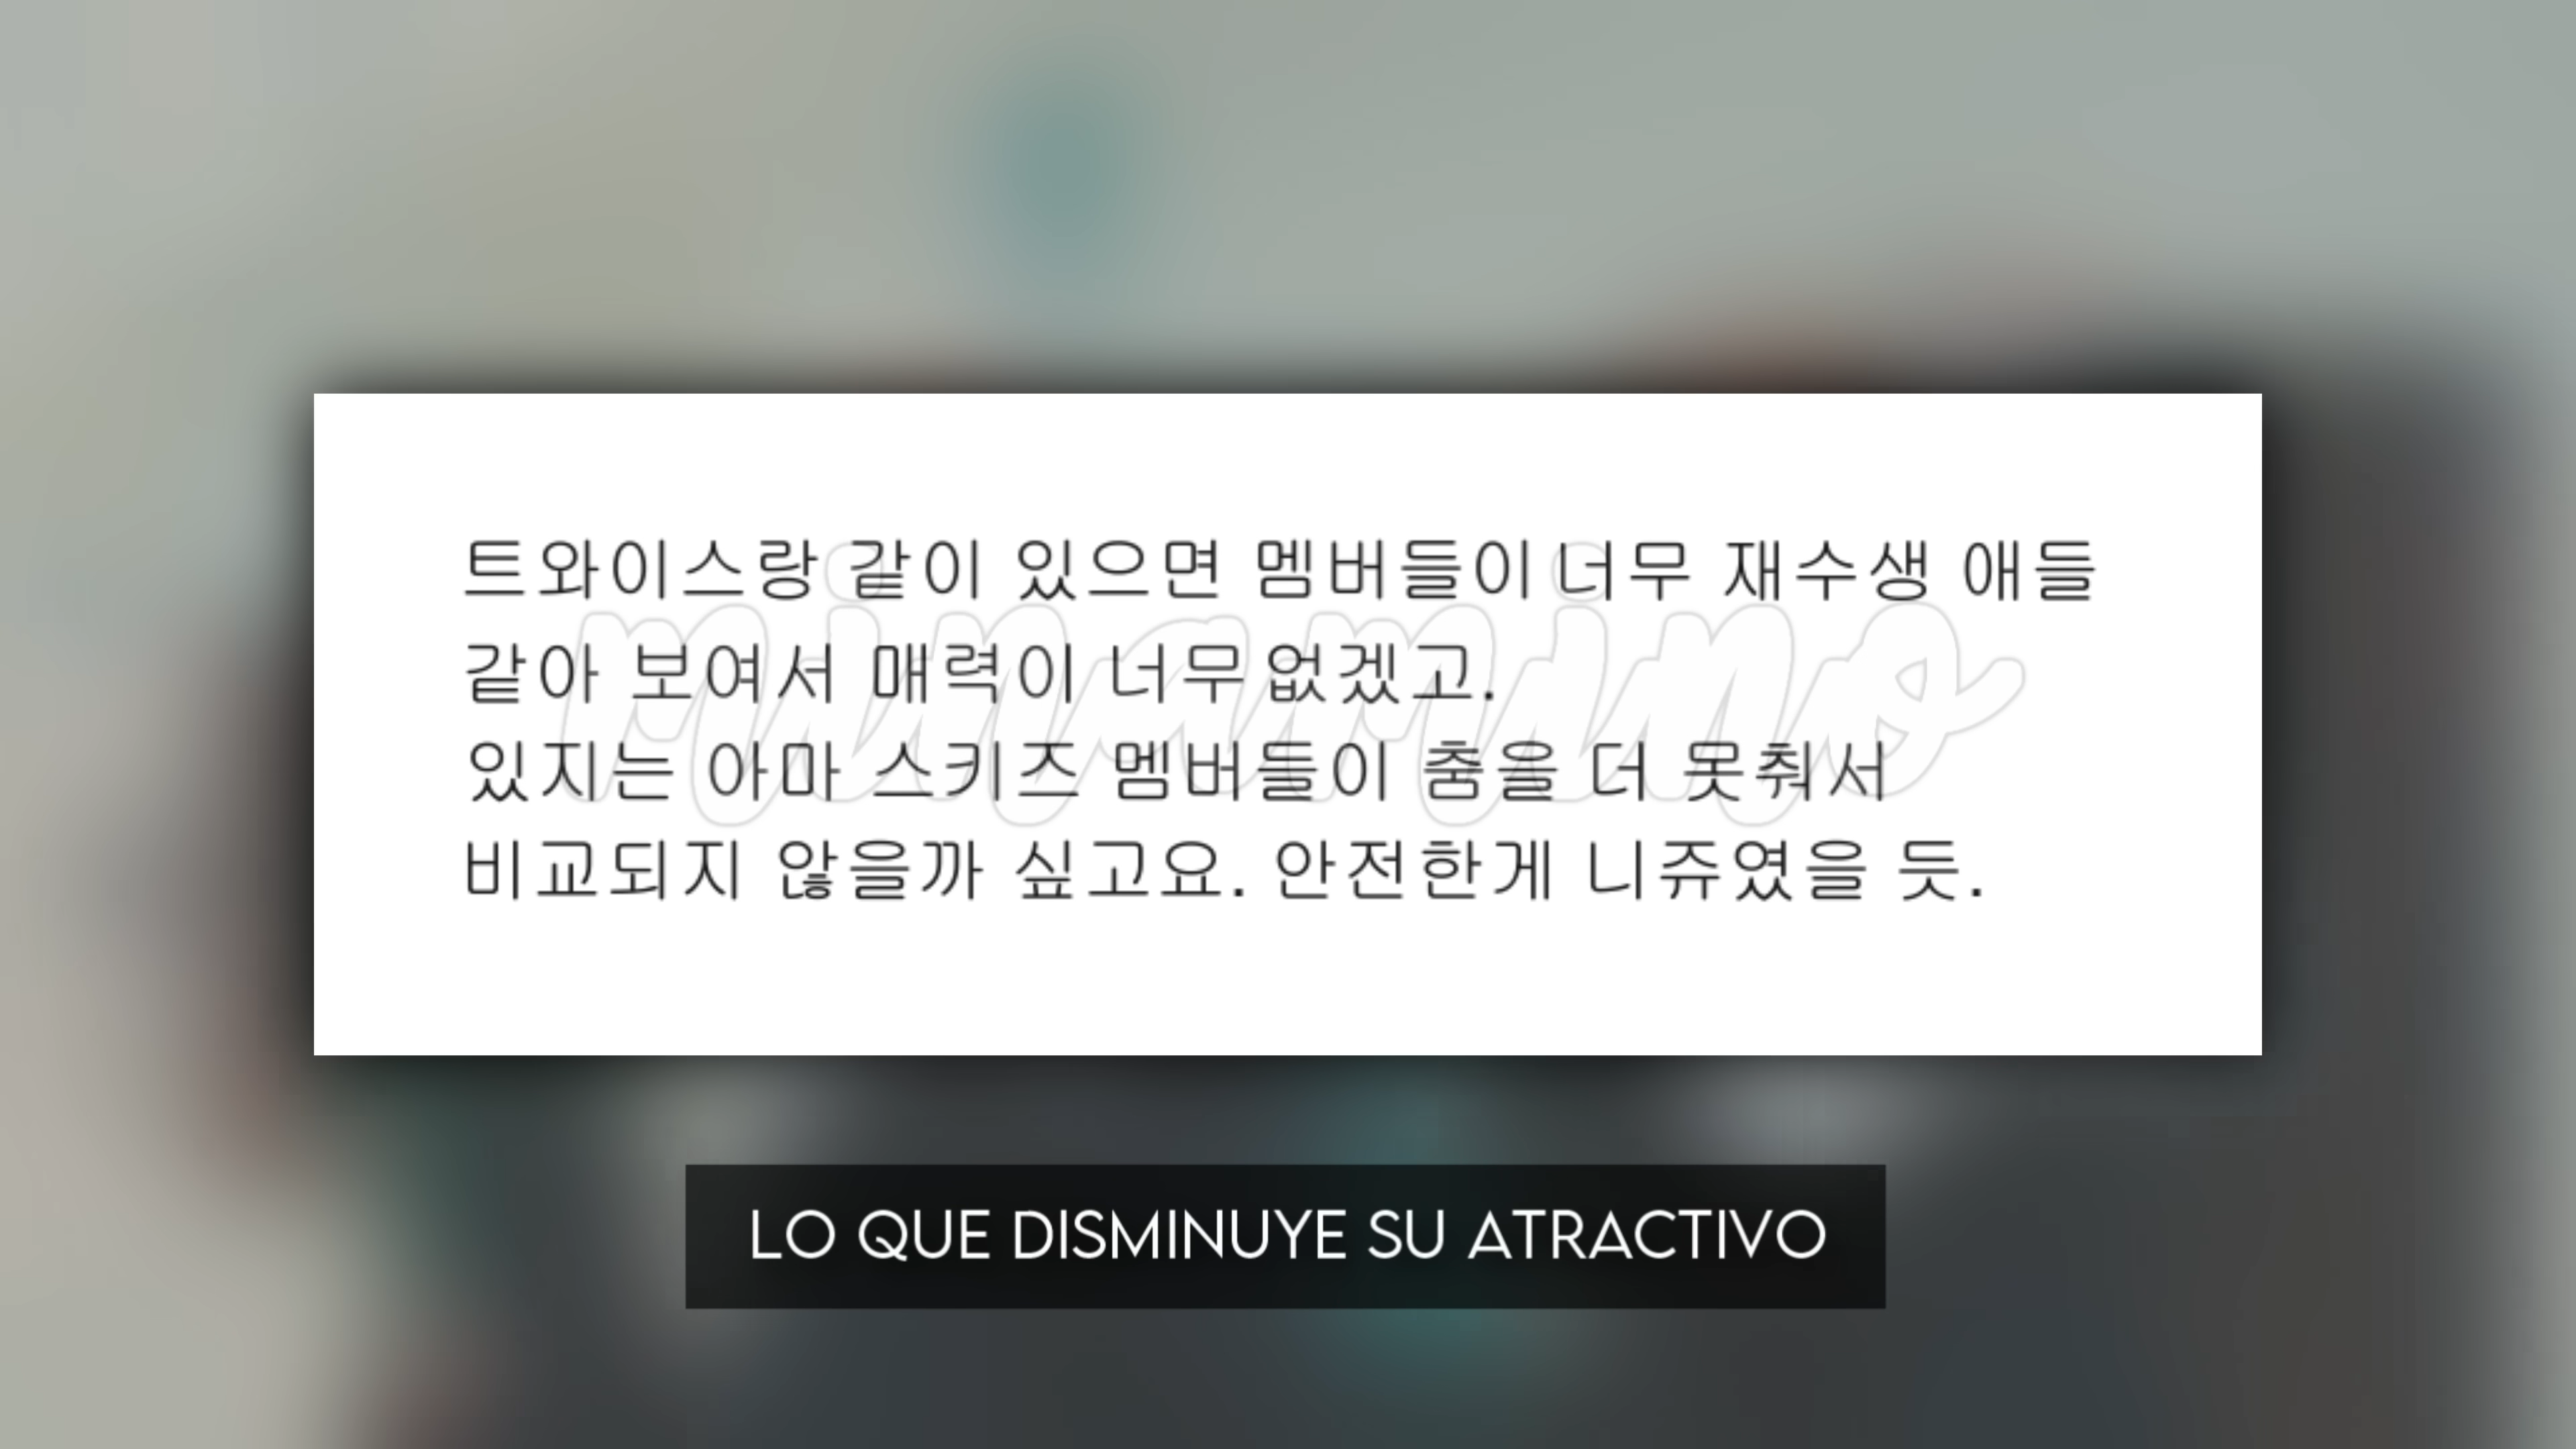 트와이스랑 같이 있으면 멤버들이 너무 재수생 애들
같아 보여서 매력이 너무 없겠고.
있지는 아마 스키즈 멤버들이 춤을 더 못춰서
비교되지 않을까 싶고요. 안전한게 니쥬였을 듯.
minamino
LO QUE DISMINUYE SU ATRACTIVO